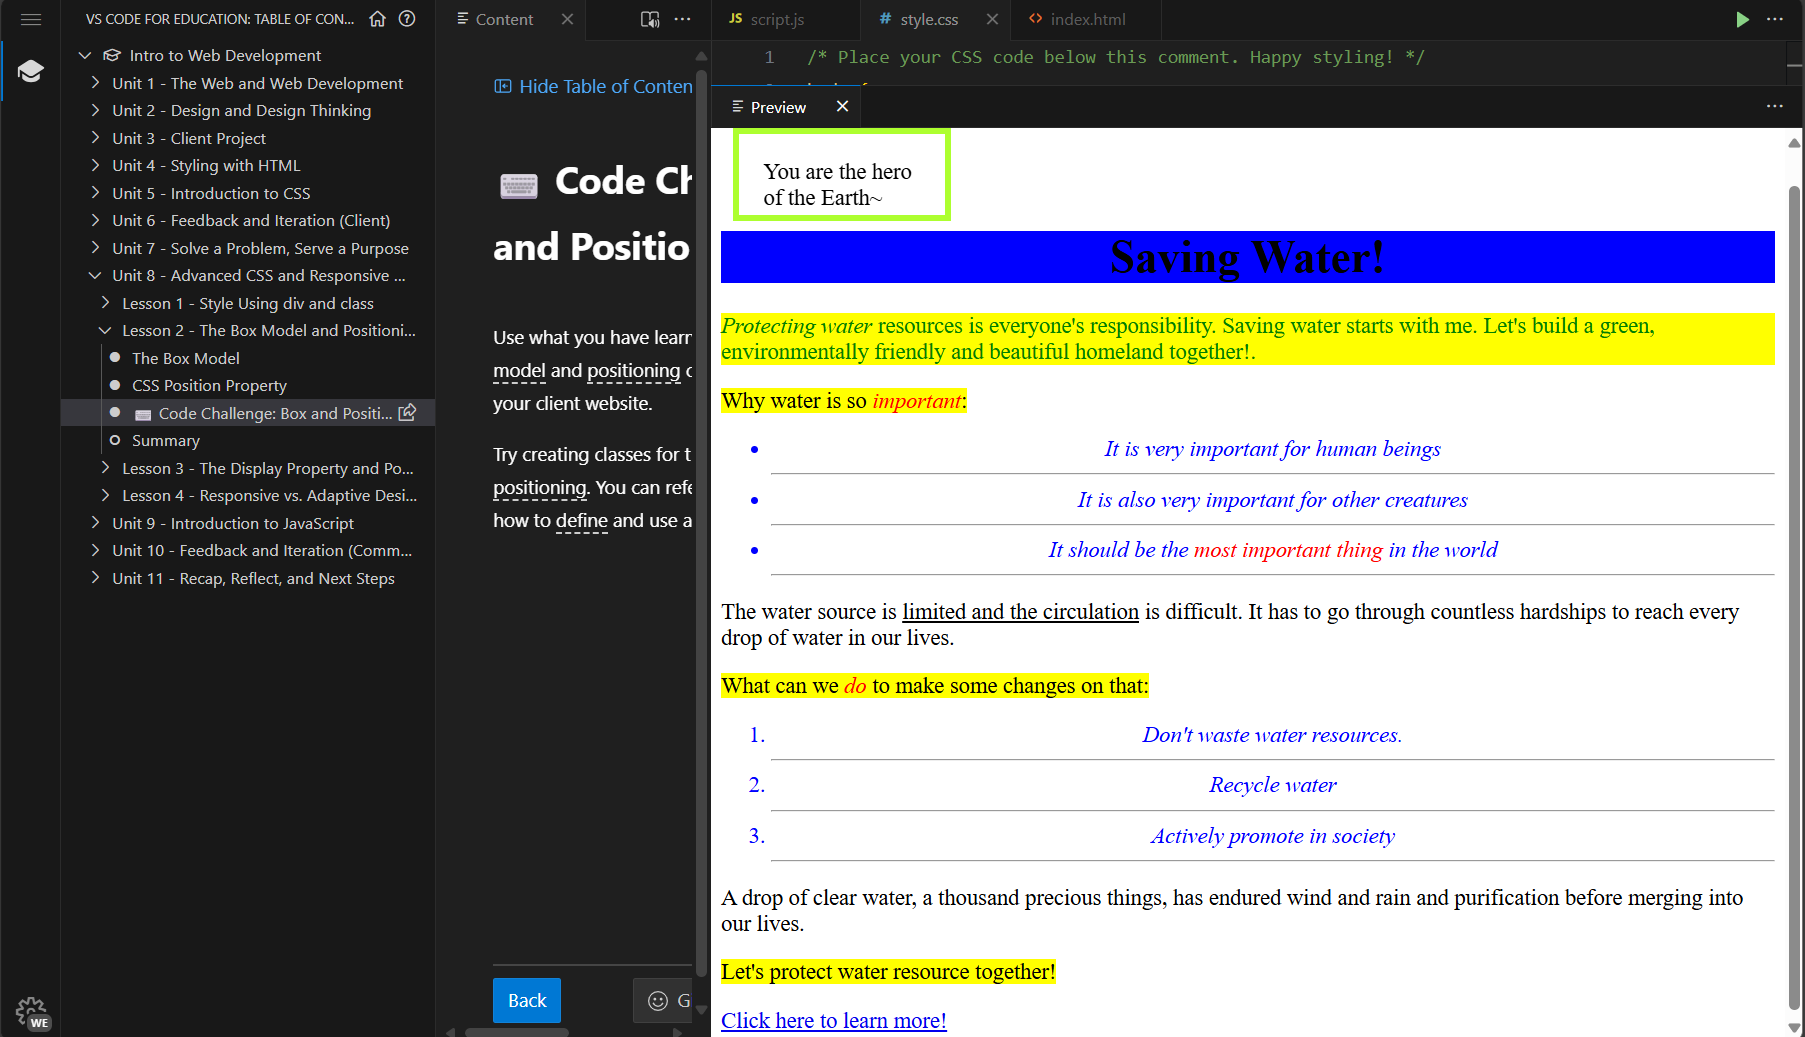 VS CODE FOR EDUCATION: TABLE OF CON...
Intro to Web Development
Unit 1 - The Web and Web Development
Unit 2 - Design and Design Thinking
Unit 3 - Client Project
Unit 4 - Styling with HTML
Unit 5 - Introduction to CSS
Unit 6 - Feedback and Iteration (Client)
Unit 7 - Solve a Problem, Serve a Purpose
Unit 8 - Advanced CSS and Responsive ...
Lesson 1 - Style Using div and class
Lesson 2 - The Box Model and Positioni...
The Box Model
CSS Position Property
Code Challenge: Box and Positi...
Summary
Lesson 3 - The Display Property and Po...
Lesson 4 - Responsive vs. Adaptive Desi...
Unit 9 - Introduction to JavaScript
Unit 10 - Feedback and Iteration (Comm...
Unit 11 - Recap, Reflect, and Next Steps
WE
Content
Hide Table of Conten
Code Ch
and Positio
Use what you have learn
model and positioning
your client website.
Try creating classes for t
positioning. You can refe
how to define and use a
Back
G
JS script.js
# style.css
<> index.html
1 /* Place your CSS code below this comment. Happy styling! */
Preview
You are the hero
of the Earth~
Saving Water!
Protecting water resources is everyone's responsibility. Saving water starts with me. Let's build a green,
environmentally friendly and beautiful homeland together!.
Why water is so important:
It is very important for human beings
It is also very important for other creatures
It should be the most important thing in the world
The water source is limited and the circulation is difficult. It has to go through countless hardships to reach every
drop of water in our lives.
What can we do to make some changes on that:
1. Don't waste water resources.
2. Recycle water
3. Actively promote in society
A drop of clear water, a thousand precious things, has endured wind and rain and purification before merging into
our lives.
Let's protect water resource together!
Click here to learn more!